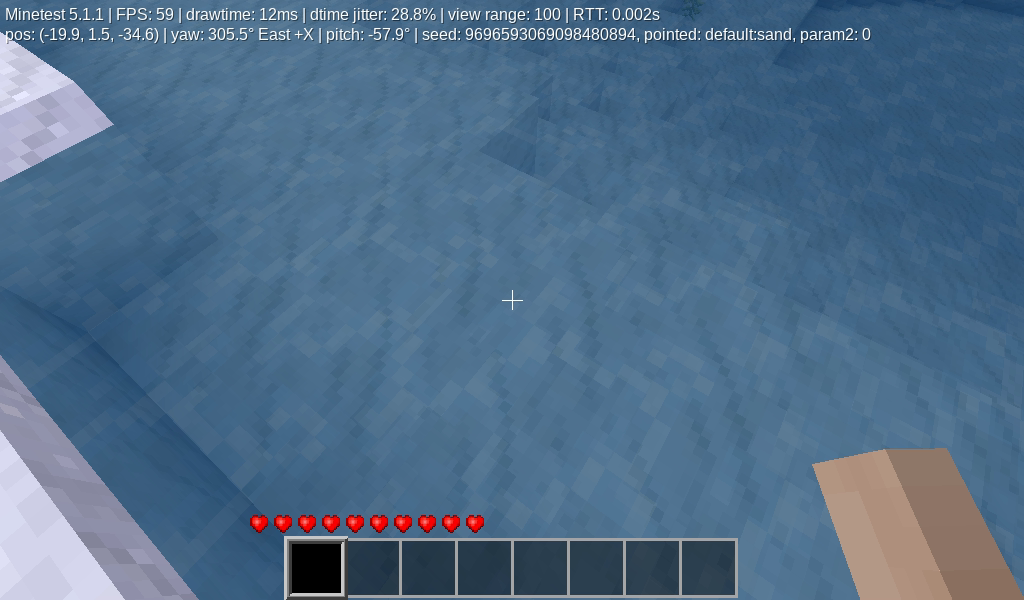 Minetest 5.1.1 | FPS: 59 | drawtime: 12ms | dtime jitter: 28.8% | view range: 100 | RTT: 0.002s
pos: (-19.9, 1.5, -34.6) | yaw: 305.5° East +X | pitch: -57.9° | seed: 9696593069098480894, pointed: default:sand, param2: 0